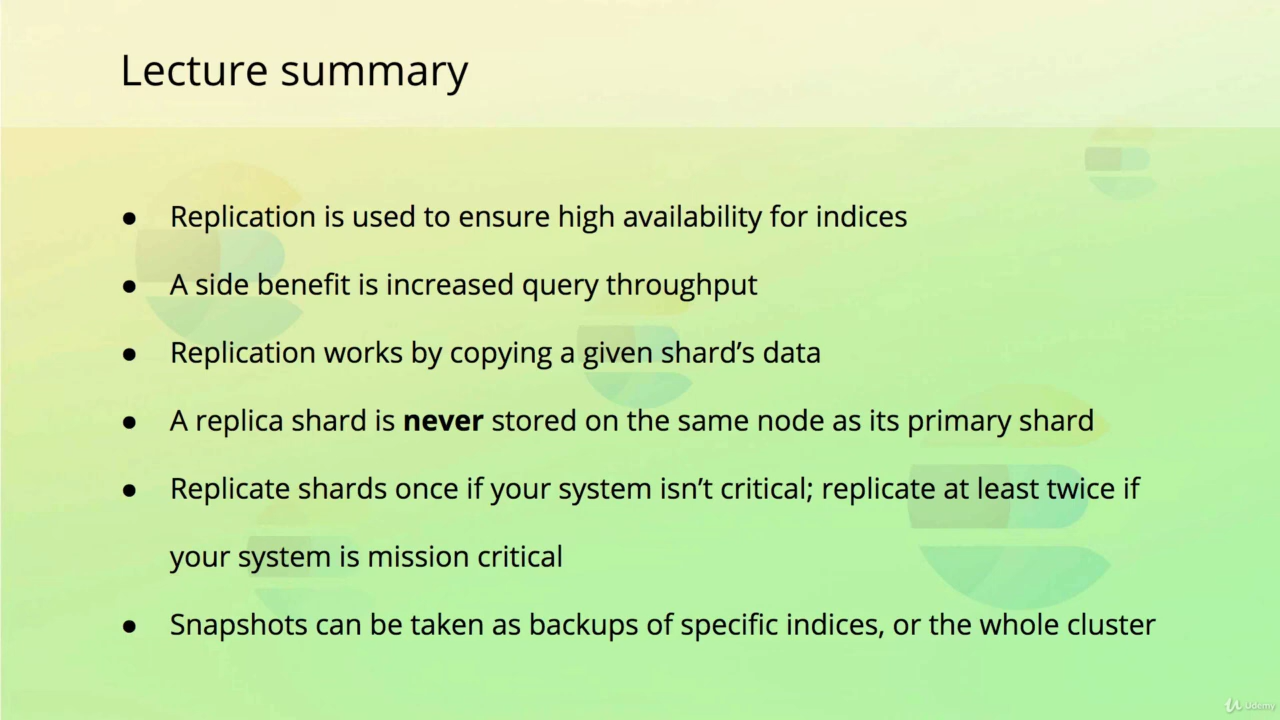 Lecture summary
● Replication is used to ensure high availability for indices
● A side benefit is increased query throughput
● Replication works by copying a given shard’s data
● A replica shard is never stored on the same node as its primary shard
● Replicate shards once if your system isn’t critical; replicate at least twice if
your system is mission critical
● Snapshots can be taken as backups of specific indices, or the whole cluster
Udemy